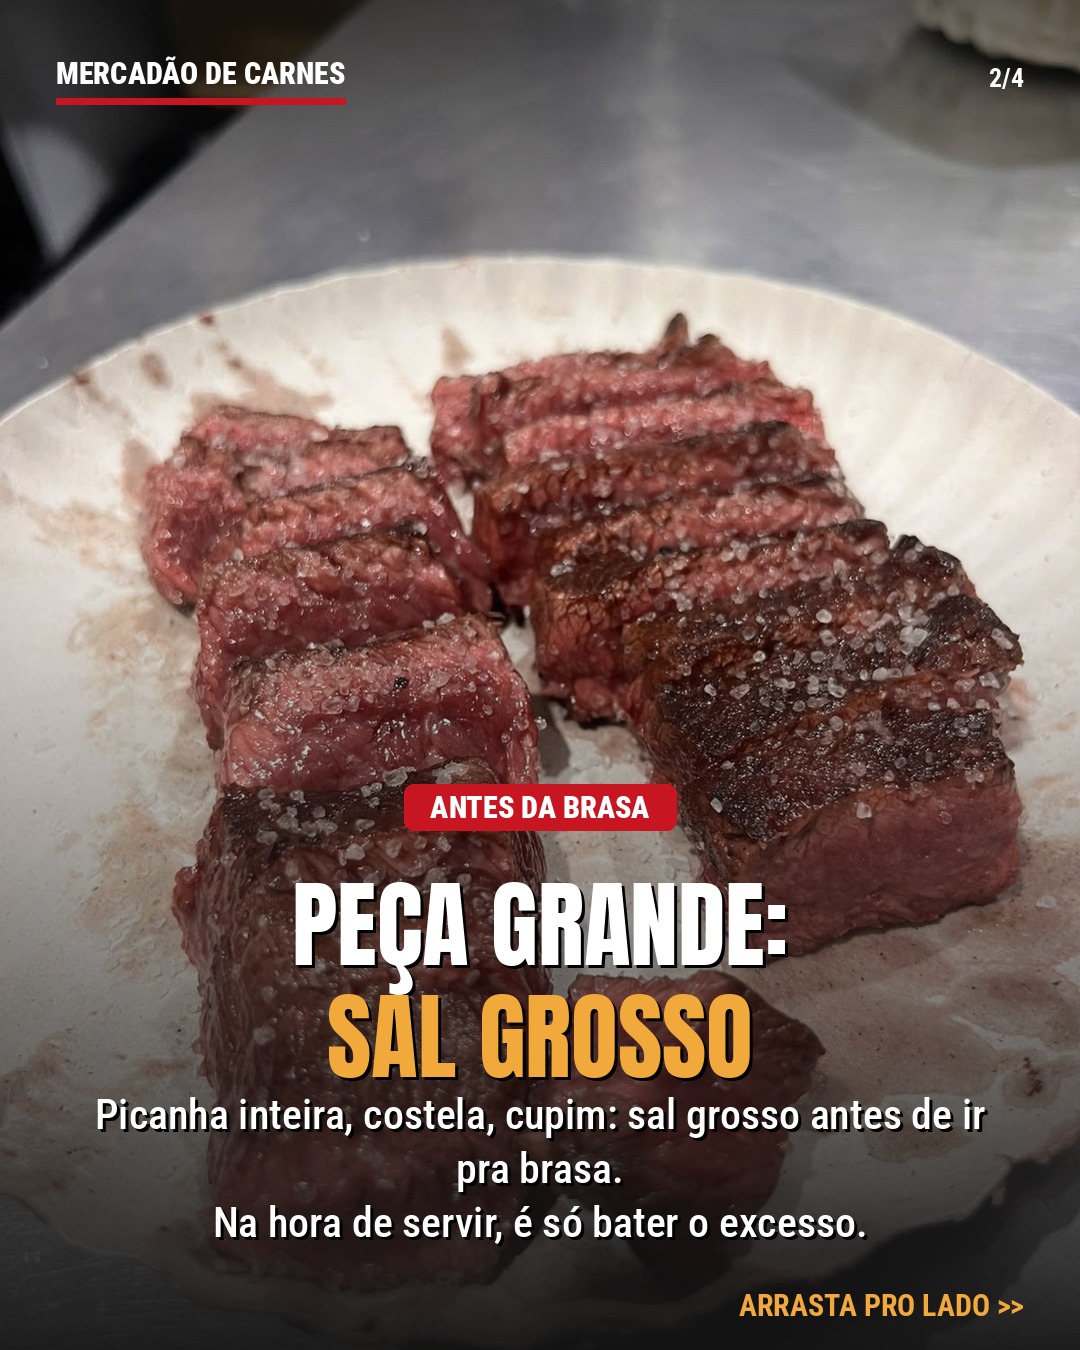 MERCADÃO DE CARNES
2/4
ANTES DA BRASA
PEÇA GRANDE:
SAL GROSSO
Picanha inteira, costela, cupim: sal grosso antes de ir
pra brasa.
Na hora de servir, é só bater o excesso.
ARRASTA PRO LADO >>